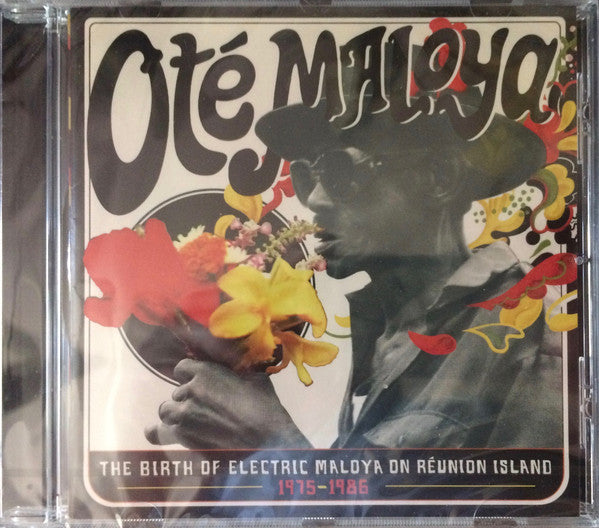 Oté MALOya
THE BIRTH OF ELECTRIC MALOYA ON RÉUNION ISLAND
1975-1986